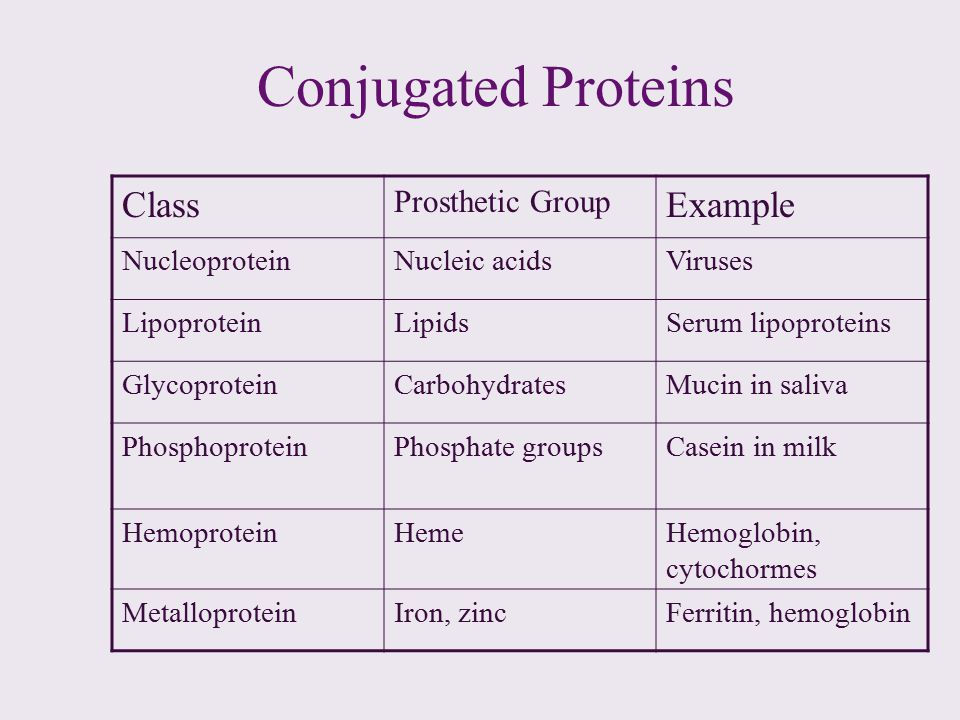 Conjugated Proteins
Class Prosthetic Group Example
Nucleoprotein Nucleic acids Viruses
Lipoprotein Lipids Serum lipoproteins
Glycoprotein Carbohydrates Mucin in saliva
Phosphoprotein Phosphate groups Casein in milk
Hemoprotein Heme Hemoglobin,
cytochormes
Metalloprotein Iron, zinc Ferritin, hemoglobin